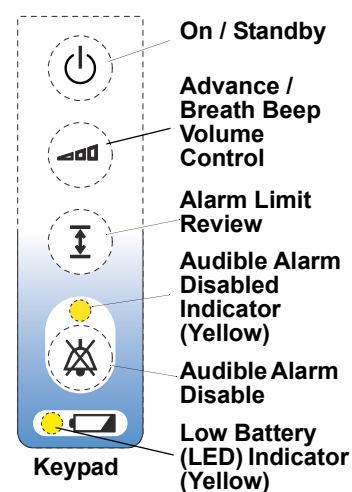 On / Standby
Advance /
Breath Beep
Volume
Control
Alarm Limit
Review
Audible Alarm
Disabled
Indicator
(Yellow)
Audible Alarm
Disable
Low Battery
(LED) Indicator
(Yellow)
Keypad